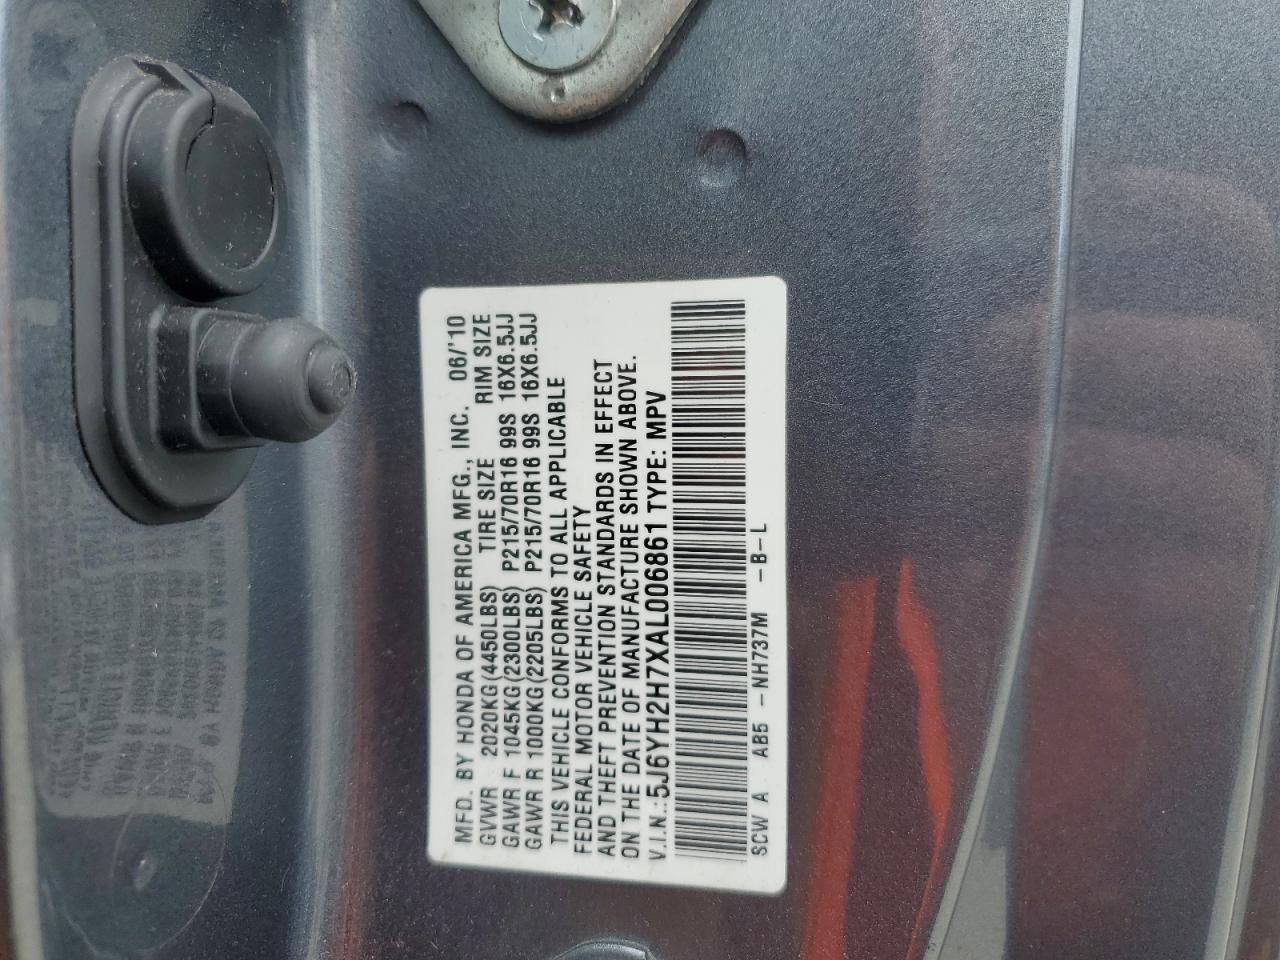 MFD. BY HONDA OF AMERICA MFG., INC. 06/'10
GVWR 2020KG(4450LBS) TIRE SIZE RIM SIZE
GAWR F 1045KG(2300LBS) P215/70R16 99S 16X6.5JJ
GAWR R 1000KG(2205LBS) P215/70R16 99S 16X6.5JJ
THIS VEHICLE CONFORMS TO ALL APPLICABLE
FEDERAL MOTOR VEHICLE SAFETY
AND THEFT PREVENTION STANDARDS IN EFFECT
ON THE DATE OF MANUFACTURE SHOWN ABOVE.
V.I.N.:5J6YH2H7XAL006861 TYPE: MPV
SCW A AB5 -NH737M -B-L